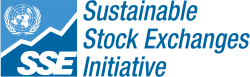 Sustainable
Stock Exchanges
Initiative
SSE